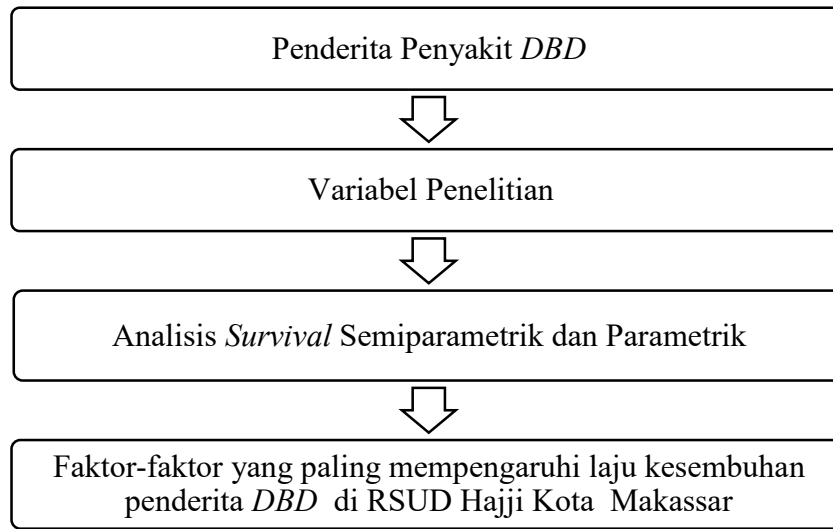 Penderita Penyakit DBD
Variabel Penelitian
Analisis Survival Semiparametrik dan Parametrik
Faktor-faktor yang paling mempengaruhi laju kesembuhan
penderita DBD di RSUD Hajji Kota Makassar